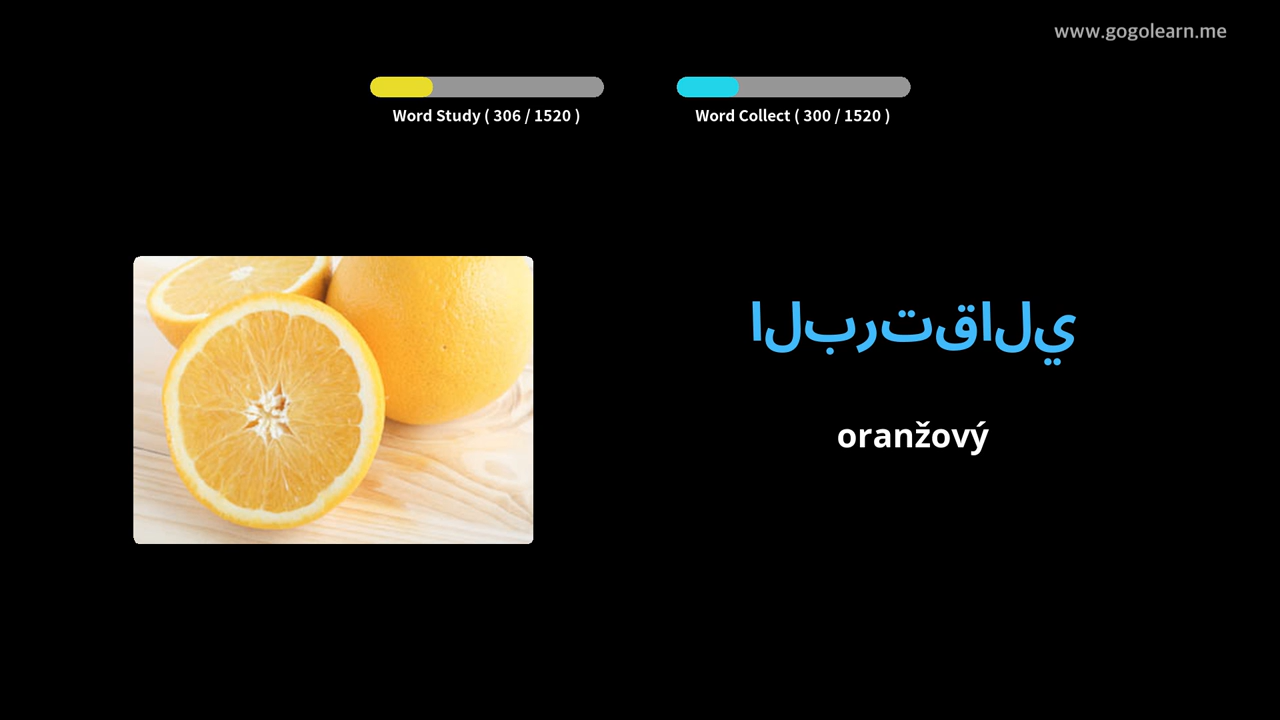 www.gogolearn.me
Word Study ( 306 / 1520 )
Word Collect ( 300 / 1520 )
البرتقالي
oranžový